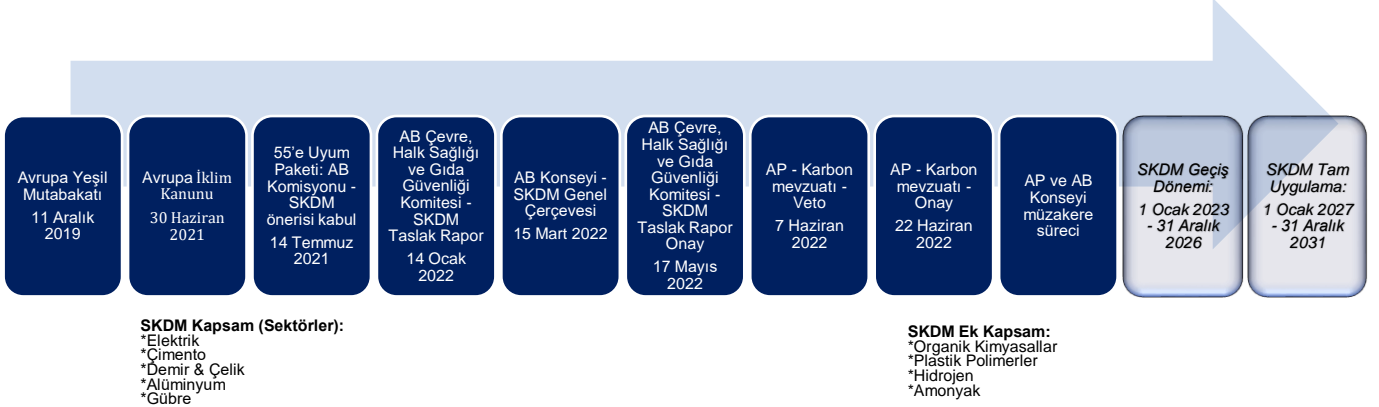 Avrupa Yeşil
Mutabakatı
11 Aralık
2019
Avrupa İklim
Kanunu
30 Haziran
2021
55'e Uyum
Paketi: AB
Komisyonu -
SKDM
önerisi kabul
14 Temmuz
2021
AB Çevre,
Halk Sağlığı
ve Gıda
Güvenliği
Komitesi -
SKDM
Taslak Rapor
14 Ocak
2022
AB Konseyi -
SKDM Genel
Çerçevesi
15 Mart 2022
AB Çevre,
Halk Sağlığı
ve Gıda
Güvenliği
Komitesi -
SKDM
Taslak Rapor
Onay
17 Mayıs
2022
AP - Karbon
mevzuatı -
Veto
7 Haziran
2022
AP - Karbon
mevzuatı -
Onay
22 Haziran
2022
AP ve AB
Konseyi
müzakere
süreci
SKDM Geçiş
Dönemi:
1 Ocak 2023
- 31 Aralık
2026
SKDM Tam
Uygulama:
1 Ocak 2027
- 31 Aralık
2031
SKDM Kapsam (Sektörler):
*Elektrik
*Çimento
*Demir & Çelik
*Alüminyum
*Gübre
SKDM Ek Kapsam:
*Organik Kimyasallar
*Plastik Polimerler
*Hidrojen
*Amonyak